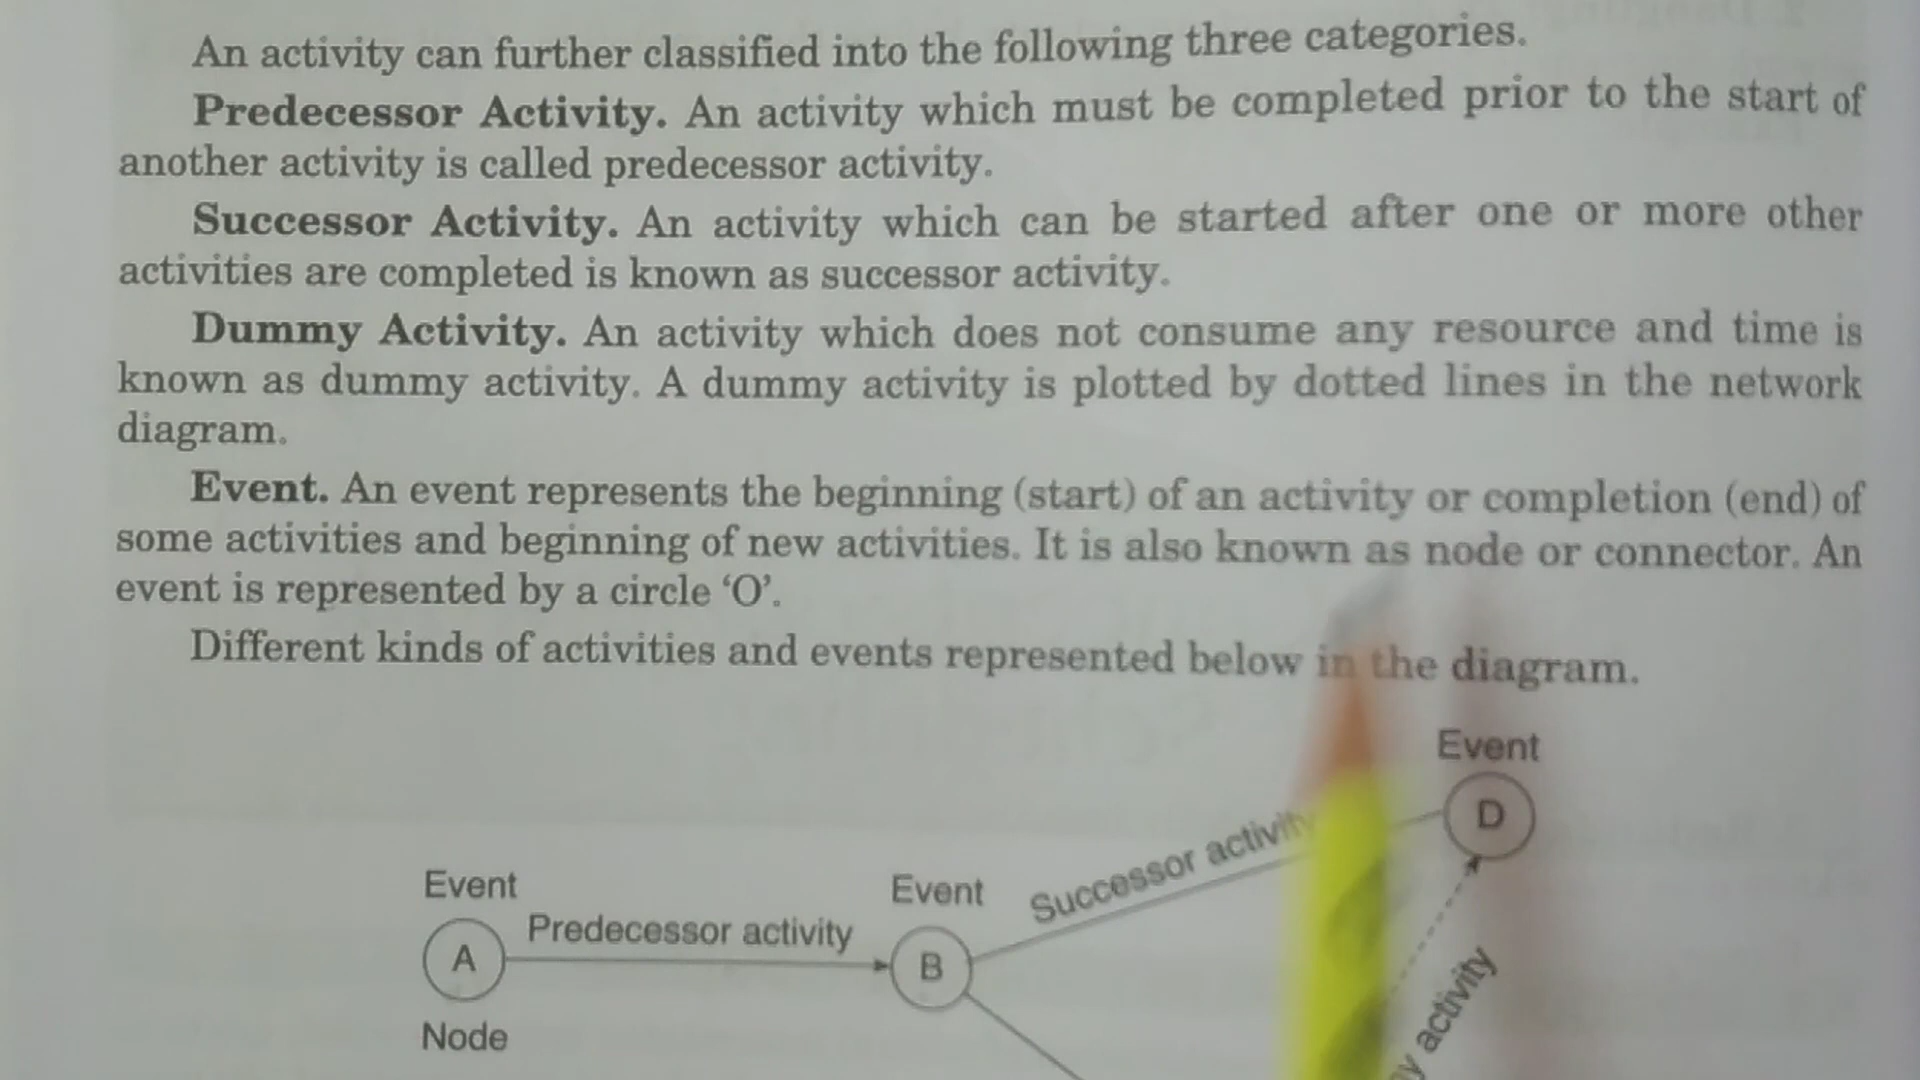 An activity can further classified into the following three categories.
Predecessor Activity. An activity which must be completed prior to the start of
another activity is called predecessor activity.
Successor Activity. An activity which can be started after one or more other
activities are completed is known as successor activity.
Dummy Activity. An activity which does not consume any resource and time is
known as dummy activity. A dummy activity is plotted by dotted lines in the network
diagram.
Event. An event represents the beginning (start) of an activity or completion (end) of
some activities and beginning of new activities. It is also known as node or connector. An
event is represented by a circle ‘O’.
Different kinds of activities and events represented below in the diagram.
Event
D
Successor activity
Event
Event
Predecessor activity
A
B
activity
Node